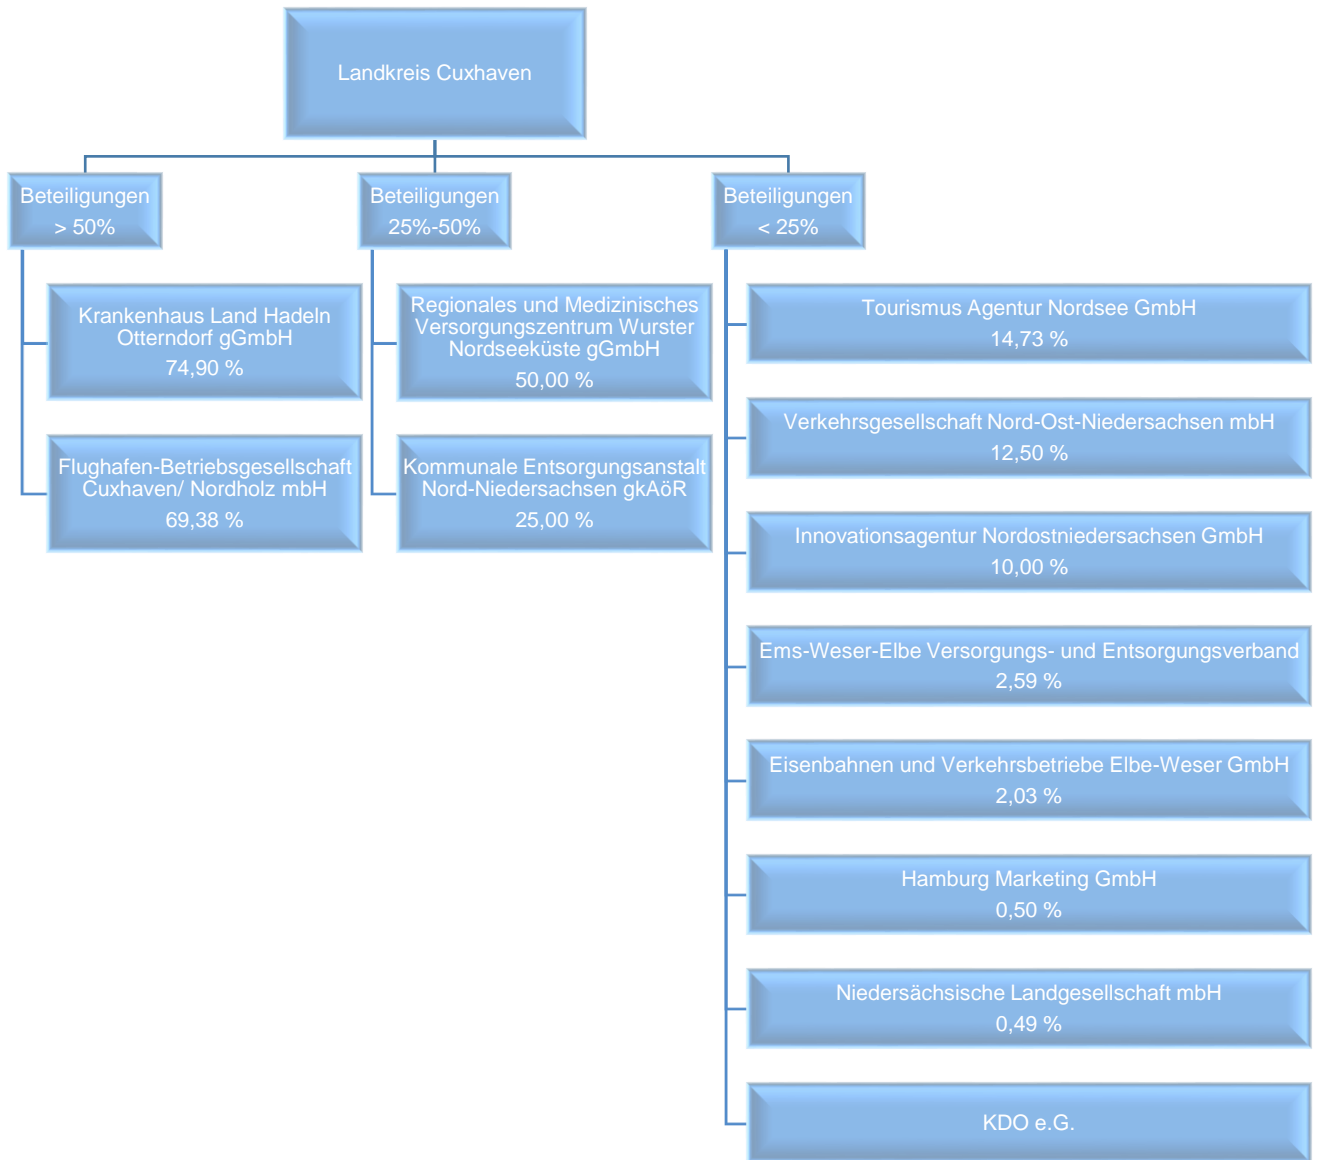 Landkreis Cuxhaven
Beteiligungen
> 50%
Krankenhaus Land Hadeln
Otterndorf gGmbH
74,90 %
Flughafen-Betriebsgesellschaft
Cuxhaven/ Nordholz mbH
69,38 %
Beteiligungen
25%-50%
Regionales und Medizinisches
Versorgungszentrum Wurster
Nordseeküste gGmbH
50,00 %
Kommunale Entsorgungsanstalt
Nord-Niedersachsen gkAöR
25,00 %
Beteiligungen
< 25%
Tourismus Agentur Nordsee GmbH
14,73 %
Verkehrsgesellschaft Nord-Ost-Niedersachsen mbH
12,50 %
Innovationsagentur Nordostniedersachsen GmbH
10,00 %
Ems-Weser-Elbe Versorgungs- und Entsorgungsverband
2,59 %
Eisenbahnen und Verkehrsbetriebe Elbe-Weser GmbH
2,03 %
Hamburg Marketing GmbH
0,50 %
Niedersächsische Landgesellschaft mbH
0,49 %
KDO e.G.